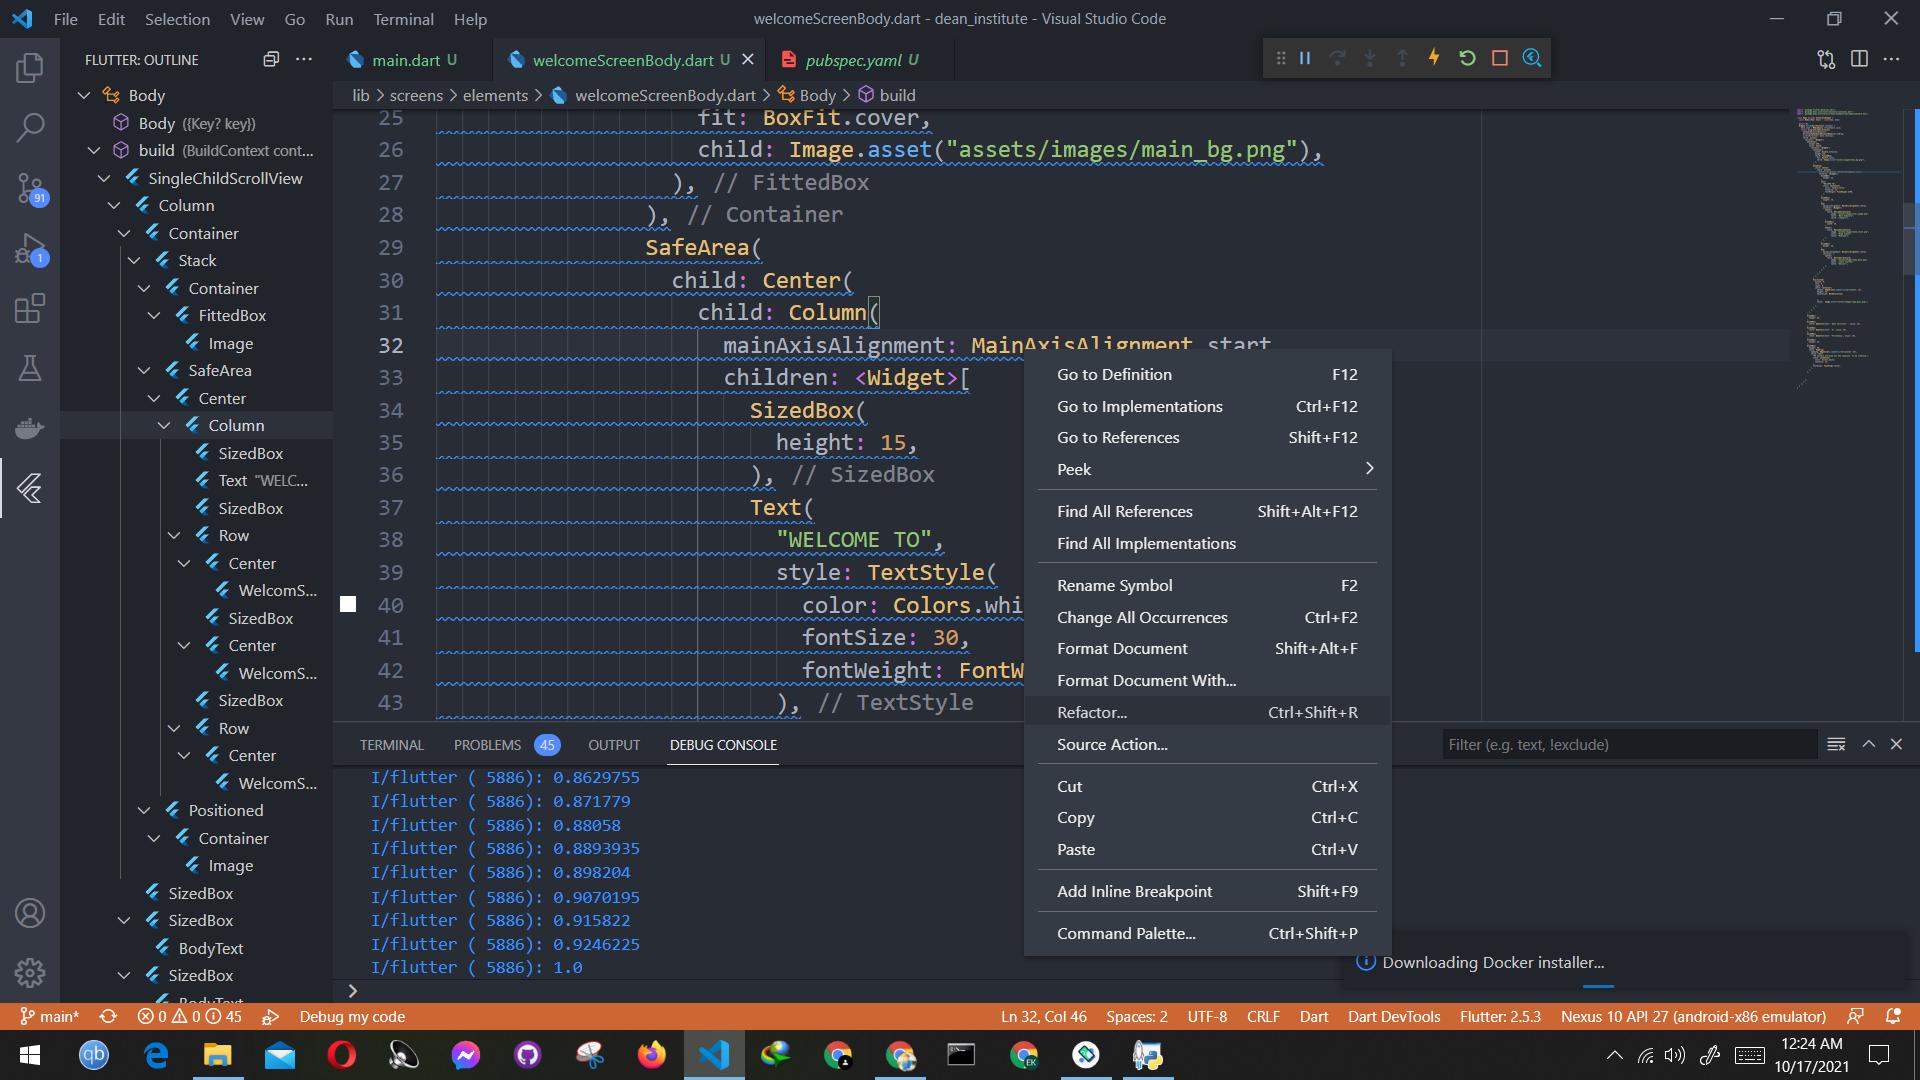 File Edit Selection View Go Run Terminal Help
welcomeScreenBody.dart - dean_institute - Visual Studio Code
FLUTTER: OUTLINE
main.dart U
welcomeScreenBody.dart U
pubspec.yaml U
lib > screens > elements > welcomeScreenBody.dart > Body > build
Body
Body ({Key? key})
build (BuildContext cont...
SingleChildScrollView
Column
Container
Stack
Container
FittedBox
Image
SafeArea
Center
Column
SizedBox
Text "WELC...
SizedBox
Row
Center
WelcomS...
SizedBox
Center
WelcomS...
SizedBox
Row
Center
WelcomS...
Positioned
Container
Image
SizedBox
SizedBox
BodyText
SizedBox
BodyText
91
1
25 fit: BoxFit.cover,
26 child: Image.asset("assets/images/main_bg.png"),
27 ), // FittedBox
28 ), // Container
29 SafeArea(
30 child: Center(
31 child: Column(
32 mainAxisAlignment: MainAxisAlignment.start
33 children: <Widget>[
34 SizedBox(
35 height: 15,
36 ), // SizedBox
37 Text(
38 "WELCOME TO",
39 style: TextStyle(
40 color: Colors.whi
41 fontSize: 30,
42 fontWeight: FontW
43 ), // TextStyle
Go to Definition F12
Go to Implementations Ctrl+F12
Go to References Shift+F12
Peek
Find All References Shift+Alt+F12
Find All Implementations
Rename Symbol F2
Change All Occurrences Ctrl+F2
Format Document Shift+Alt+F
Format Document With...
Refactor... Ctrl+Shift+R
Source Action...
Cut Ctrl+X
Copy Ctrl+C
Paste Ctrl+V
Add Inline Breakpoint Shift+F9
Command Palette... Ctrl+Shift+P
TERMINAL PROBLEMS 45 OUTPUT DEBUG CONSOLE
Filter (e.g. text, !exclude)
I/flutter ( 5886): 0.8629755
I/flutter ( 5886): 0.871779
I/flutter ( 5886): 0.88058
I/flutter ( 5886): 0.8893935
I/flutter ( 5886): 0.898204
I/flutter ( 5886): 0.9070195
I/flutter ( 5886): 0.915822
I/flutter ( 5886): 0.9246225
I/flutter ( 5886): 1.0
Downloading Docker installer...
main* 0 0 45 Debug my code
Ln 32, Col 46 Spaces: 2 UTF-8 CRLF Dart Dart DevTools Flutter: 2.5.3 Nexus 10 API 27 (android-x86 emulator)
qb
EK
12:24 AM
10/17/2021